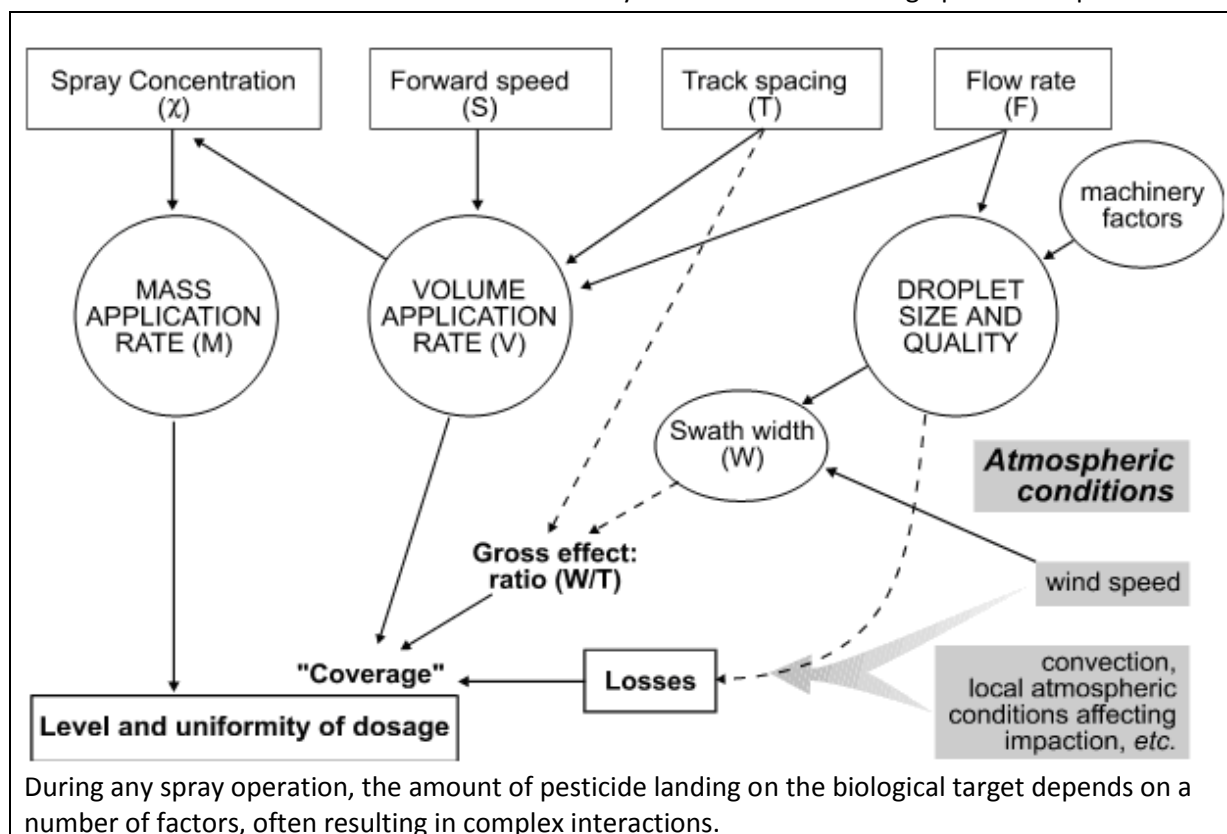 Spray Concentration
(χ)
Forward speed
(S)
Track spacing
(T)
Flow rate
(F)
machinery
factors
MASS
APPLICATION
RATE (M)
VOLUME
APPLICATION
RATE (V)
DROPLET
SIZE AND
QUALITY
Swath width
(W)
Atmospheric
conditions
Gross effect:
ratio (W/T)
wind speed
"Coverage"
Losses
convection,
local atmospheric
conditions affecting
impaction, etc.
Level and uniformity of dosage
During any spray operation, the amount of pesticide landing on the biological target depends on a
number of factors, often resulting in complex interactions.